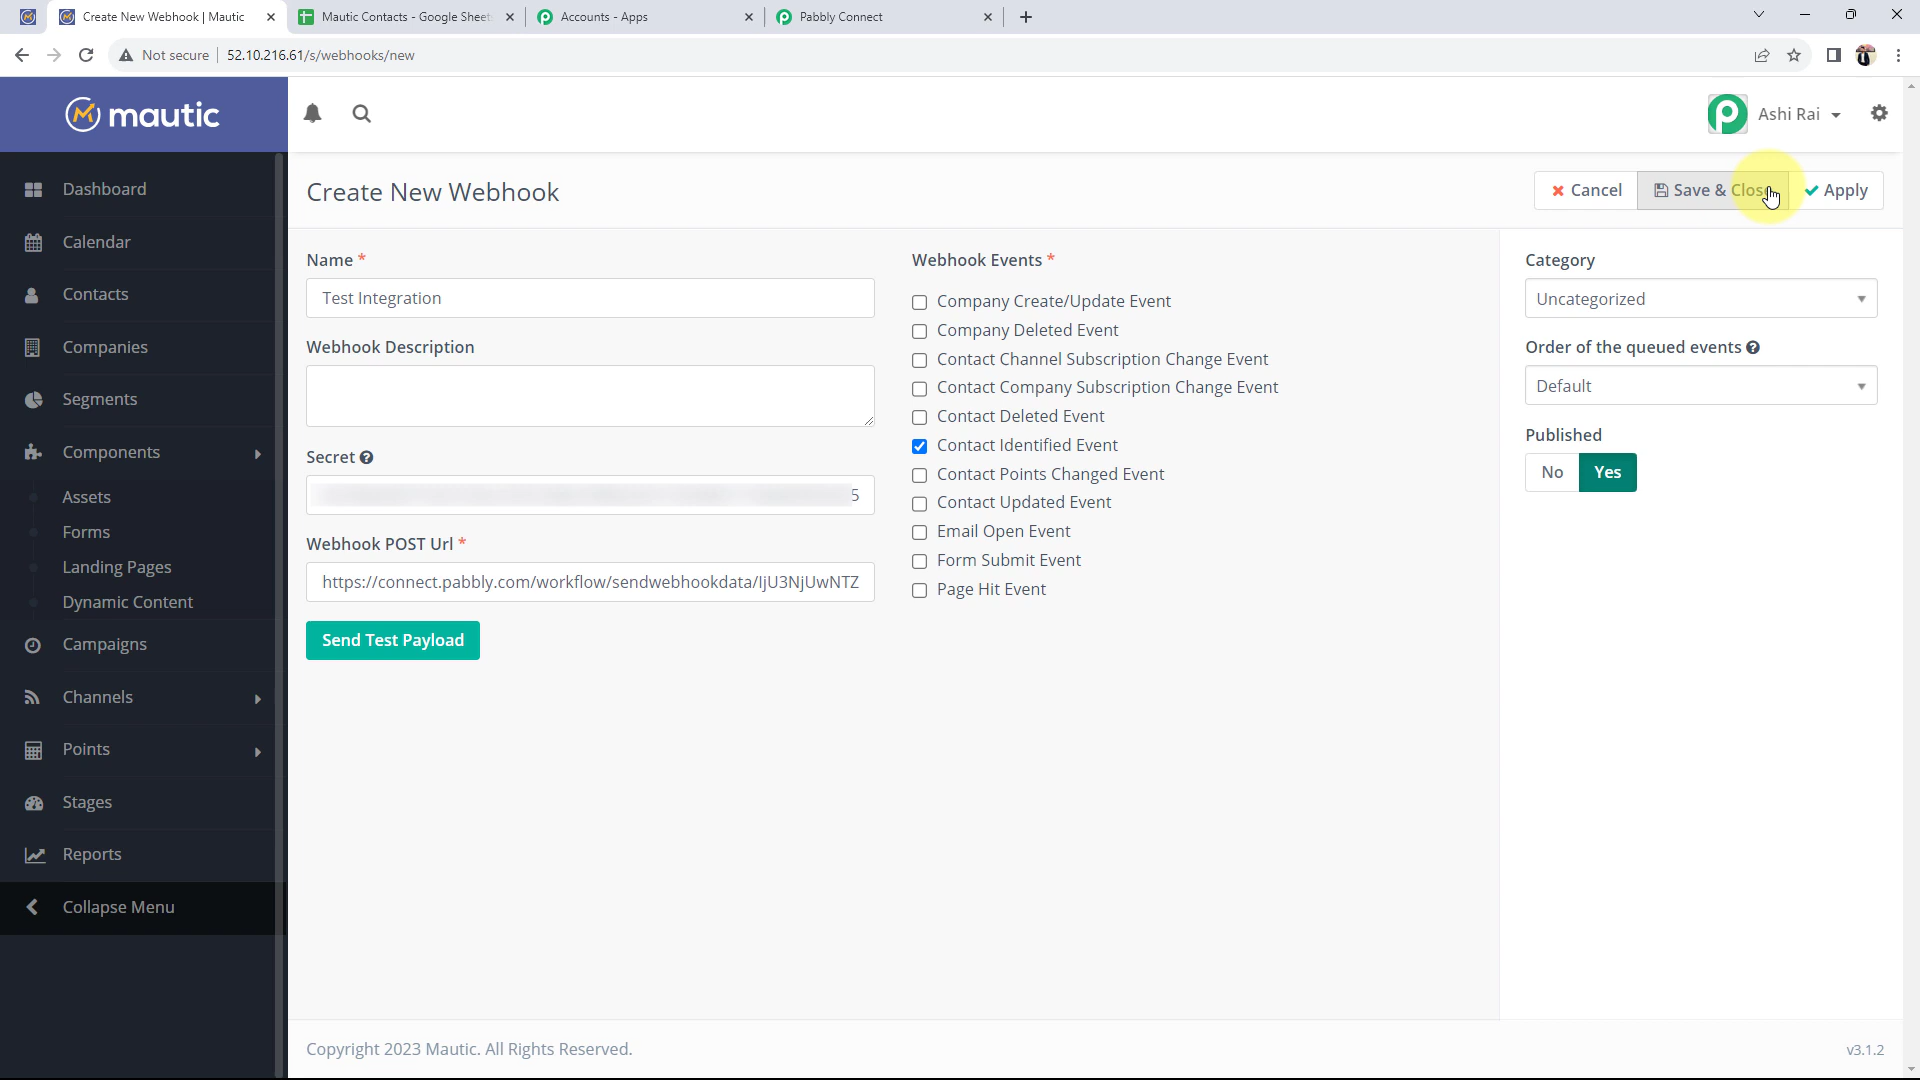 Create New Webhook | Mautic
Mautic Contacts - Google Sheet
Accounts - Apps
Pabbly Connect
Not secure
52.10.216.61/s/webhooks/new
mautic
Ashi Rai
Dashboard
Calendar
Contacts
Companies
Segments
Components
Assets
Forms
Landing Pages
Dynamic Content
Campaigns
Channels
Points
Stages
Reports
Collapse Menu
Create New Webhook
Cancel
Save & Clos
Apply
Name *
Test Integration
Webhook Description
Secret
5
Webhook POST Url *
https://connect.pabbly.com/workflow/sendwebhookdata/IjU3NjUwNTZ
Send Test Payload
Webhook Events *
Company Create/Update Event
Company Deleted Event
Contact Channel Subscription Change Event
Contact Company Subscription Change Event
Contact Deleted Event
Contact Identified Event
Contact Points Changed Event
Contact Updated Event
Email Open Event
Form Submit Event
Page Hit Event
Category
Uncategorized
Order of the queued events
Default
Published
No
Yes
Copyright 2023 Mautic. All Rights Reserved.
v3.1.2